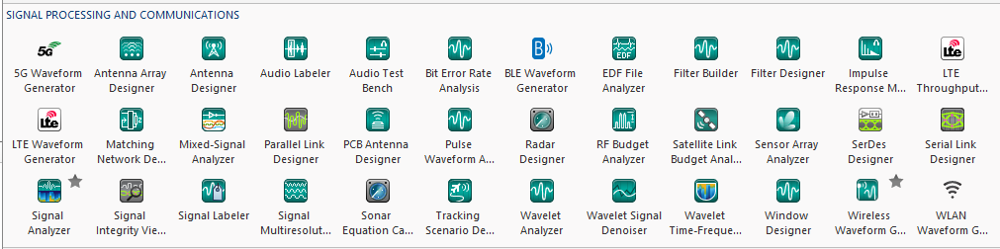 SIGNAL PROCESSING AND COMMUNICATIONS
5G
EDF
Lte
5G Waveform Generator
Antenna Array Designer
Antenna Designer
Audio Labeler
Audio Test Bench
Bit Error Rate Analysis
BLE Waveform Generator
EDF File Analyzer
Filter Builder
Filter Designer
Impulse Response M...
LTE Throughput...
Lte
LTE Waveform Generator
Matching Network De...
Mixed-Signal Analyzer
Parallel Link Designer
PCB Antenna Designer
Pulse Waveform A...
Radar Designer
RF Budget Analyzer
Satellite Link Budget Anal...
Sensor Array Analyzer
SerDes Designer
Serial Link Designer
Signal Analyzer
Signal Integrity Vie...
Signal Labeler
Signal Multiresolut...
Sonar Equation Ca...
Tracking Scenario De...
Wavelet Analyzer
Wavelet Signal Denoiser
Wavelet Time-Freque...
Window Designer
Wireless Waveform G...
WLAN Waveform G...